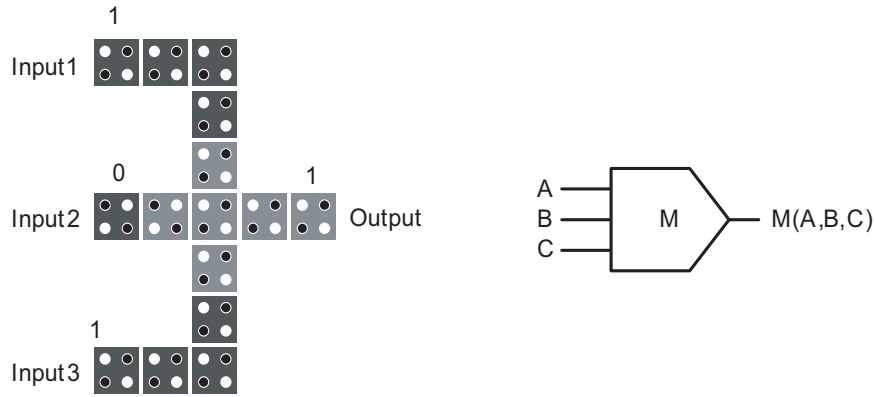 1
Input1
0
1
Input2
Output
1
Input3
A
B
C
M
M(A,B,C)